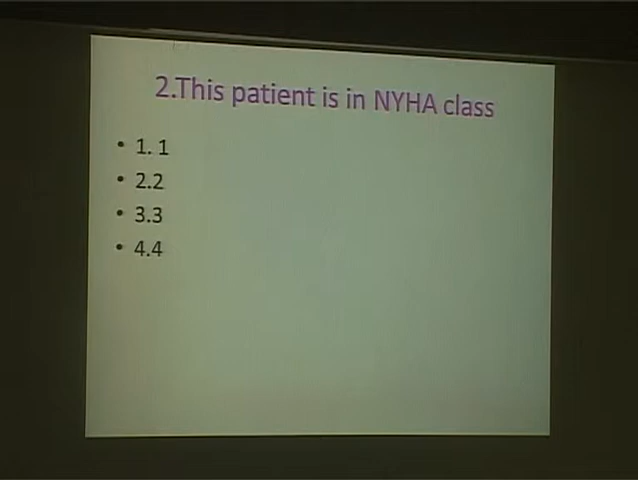 2.This patient is in NYHA class
• 1. 1
• 2.2
• 3.3
• 4.4